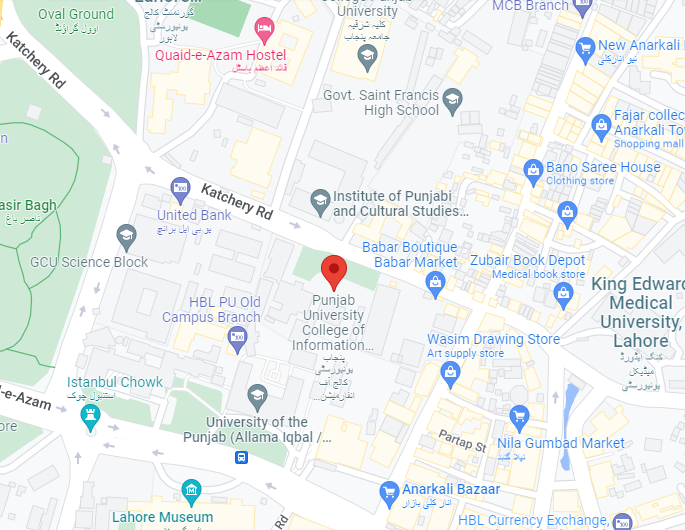 Oval Ground
اوول گراؤنڈ
گورنمنٹ کالج
یونیورسٹی
لاہور
University
کلیہ شرقیہ
جامعہ پنجاب
MCB Branch
Katchery Rd
Quaid-e-Azam Hostel
قائد اعظم ہاسٹل
New Anarkali
نیو انارکلی
Govt. Saint Francis
High School
Fajar collec
Anarkali To
Shopping mall
Bano Saree House
Clothing store
Institute of Punjabi
and Cultural Studies...
Katchery Rd
United Bank
یو بی ایل برانچ
asir Bagh
ناصر باغ
GCU Science Block
Babar Boutique
Babar Market
Zubair Book Depot
Medical book store
King Edward
Medical
University,
Lahore
کنگ ایڈورڈ
میڈیکل
یونیورسٹی
HBL PU Old
Campus Branch
Punjab
University
College of
Information...
پنجاب
یونیورسٹی
کالج آف
انفارمیشن...
Wasim Drawing Store
Art supply store
Istanbul Chowk
استنبول چوک
-e-Azam
ore
University of the
Punjab (Allama Iqbal /...
Partap St
Nila Gumbad Market
نیلا گنبد
Anarkali Bazaar
انار کلی بازار
Lahore Museum
Rd
HBL Currency Exchange,